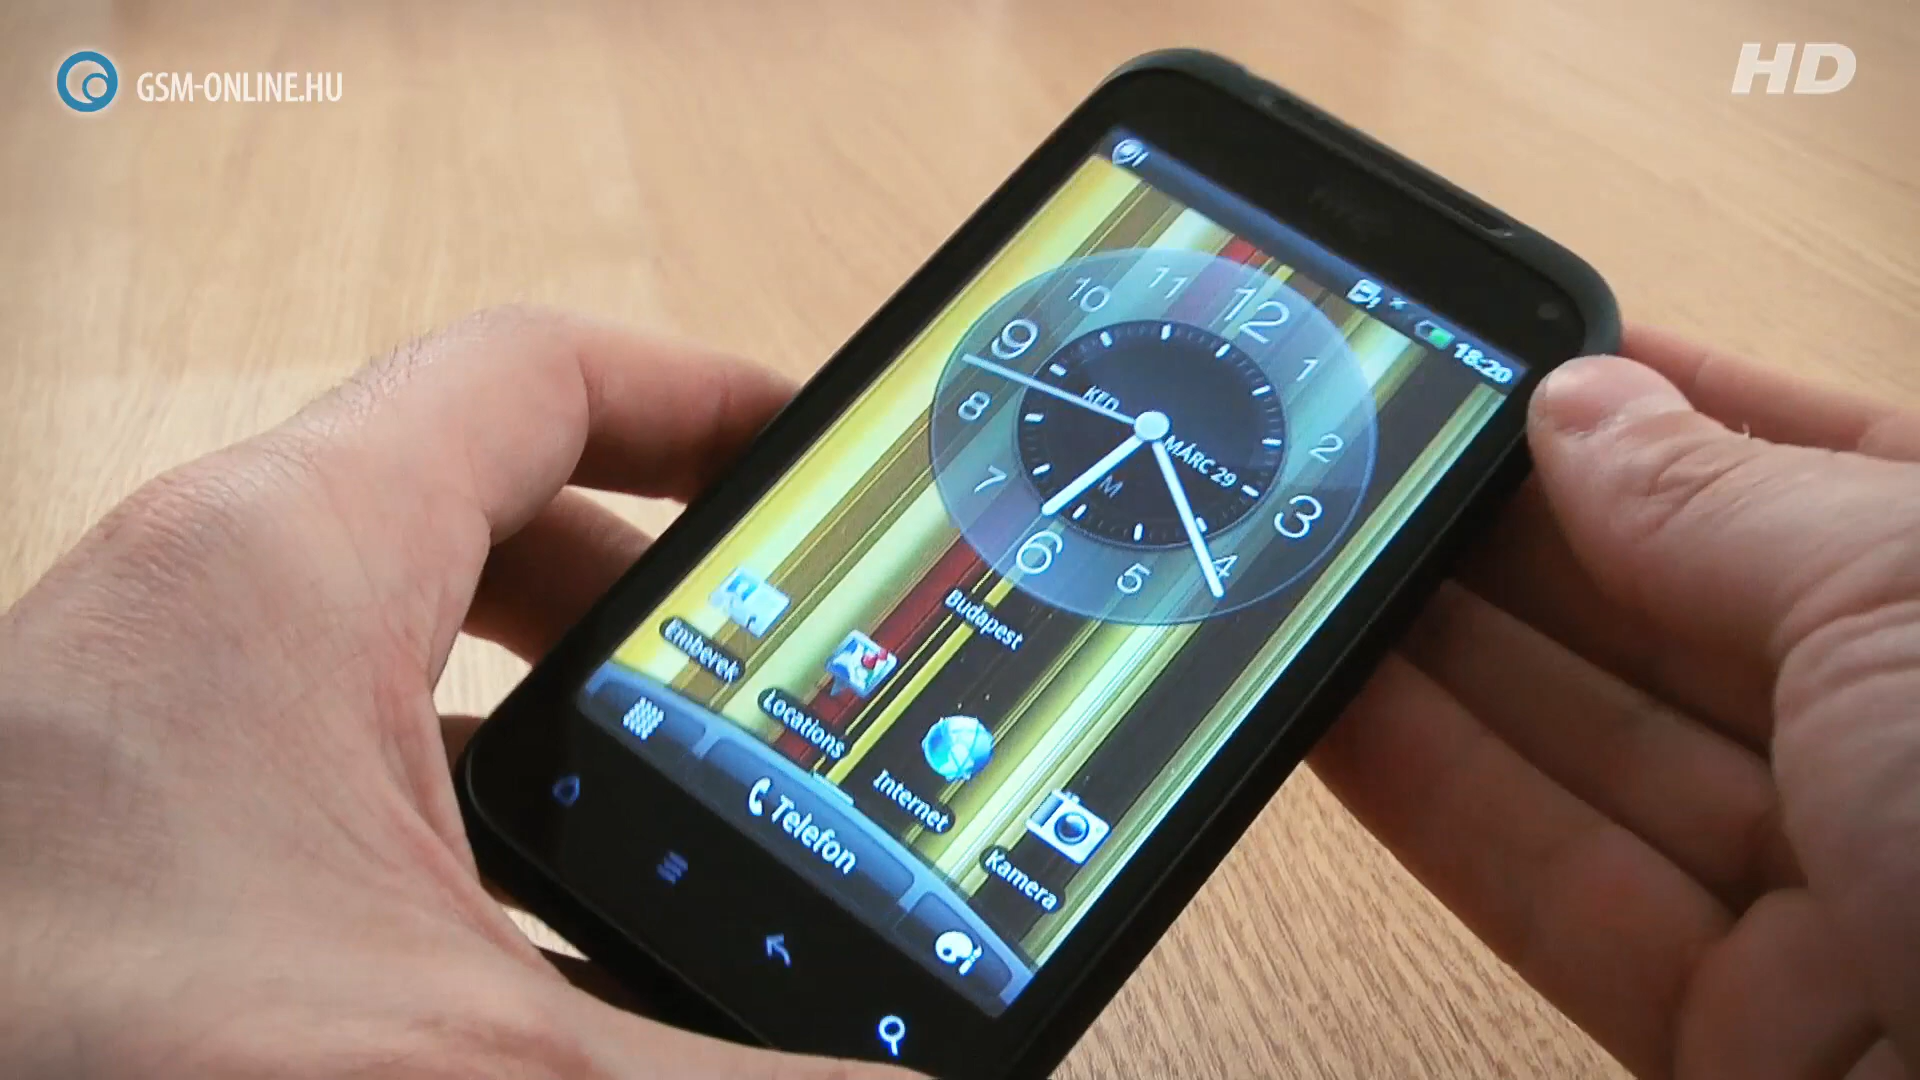 GSM-ONLINE.HU
HD
18:20
12
11
10
9
8
7
6
5
4
3
2
1
KED
MÁRC 29
Budapest
Emberek
Locations
Internet
Kamera
Telefon